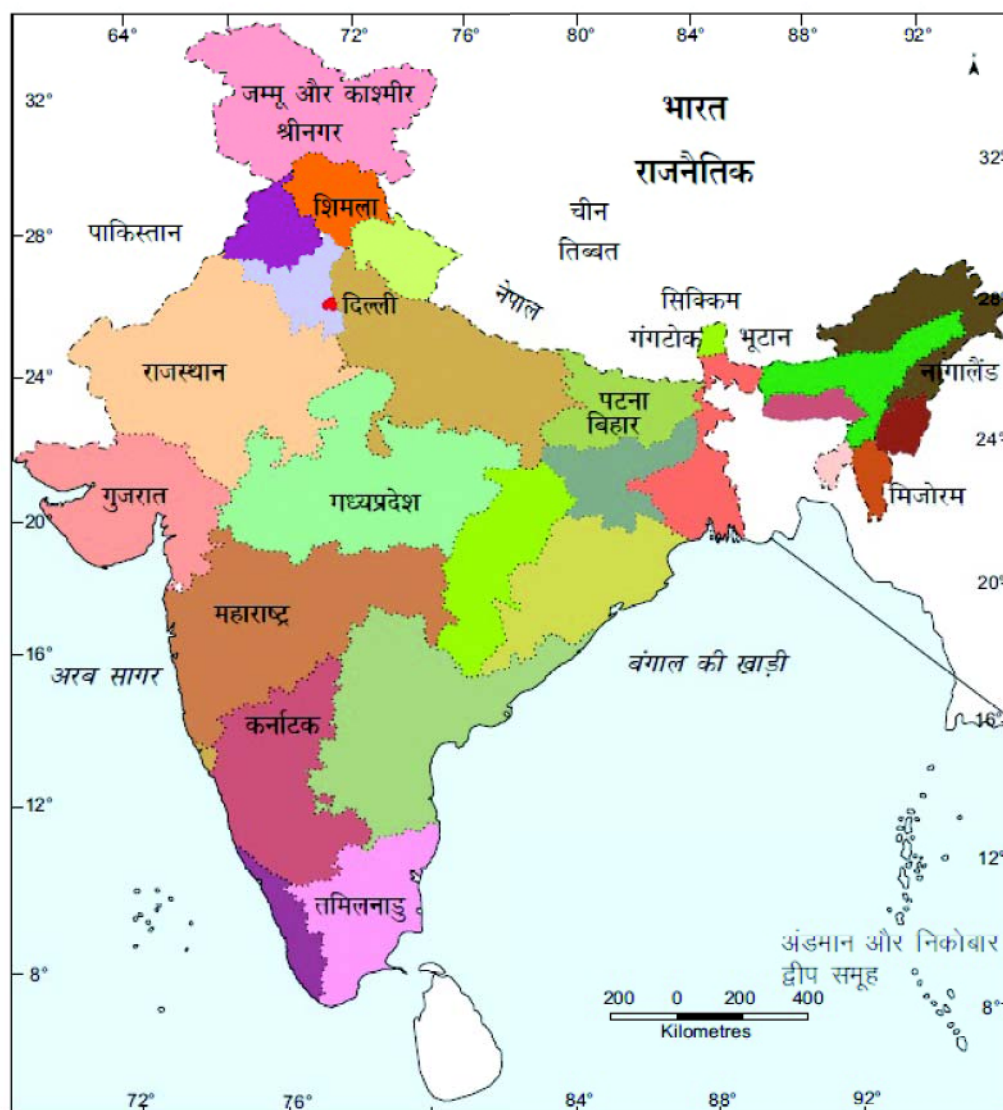 64° 72° 76° 80° 84° 88° 92°
32°
जम्मू और काश्मीर
श्रीनगर
भारत
राजनैतिक
32°
शिमला
चीन
तिब्बत
पाकिस्तान
28°
नेपाल
सिक्किम
28°
दिल्ली
गंगटोक
भूटान
राजस्थान
24°
नागालैंड
पटना
बिहार
24°
गुजरात
गध्यप्रदेश
मिजोरम
20°
20°
महाराष्ट्र
16°
अरब सागर
बंगाल की खाड़ी
कर्नाटक
16°
12°
12°
तमिलनाडु
अंडमान और निकोबार
द्वीप समूह
8°
8°
200 0 200 400
Kilometres
72° 76° 84° 92°